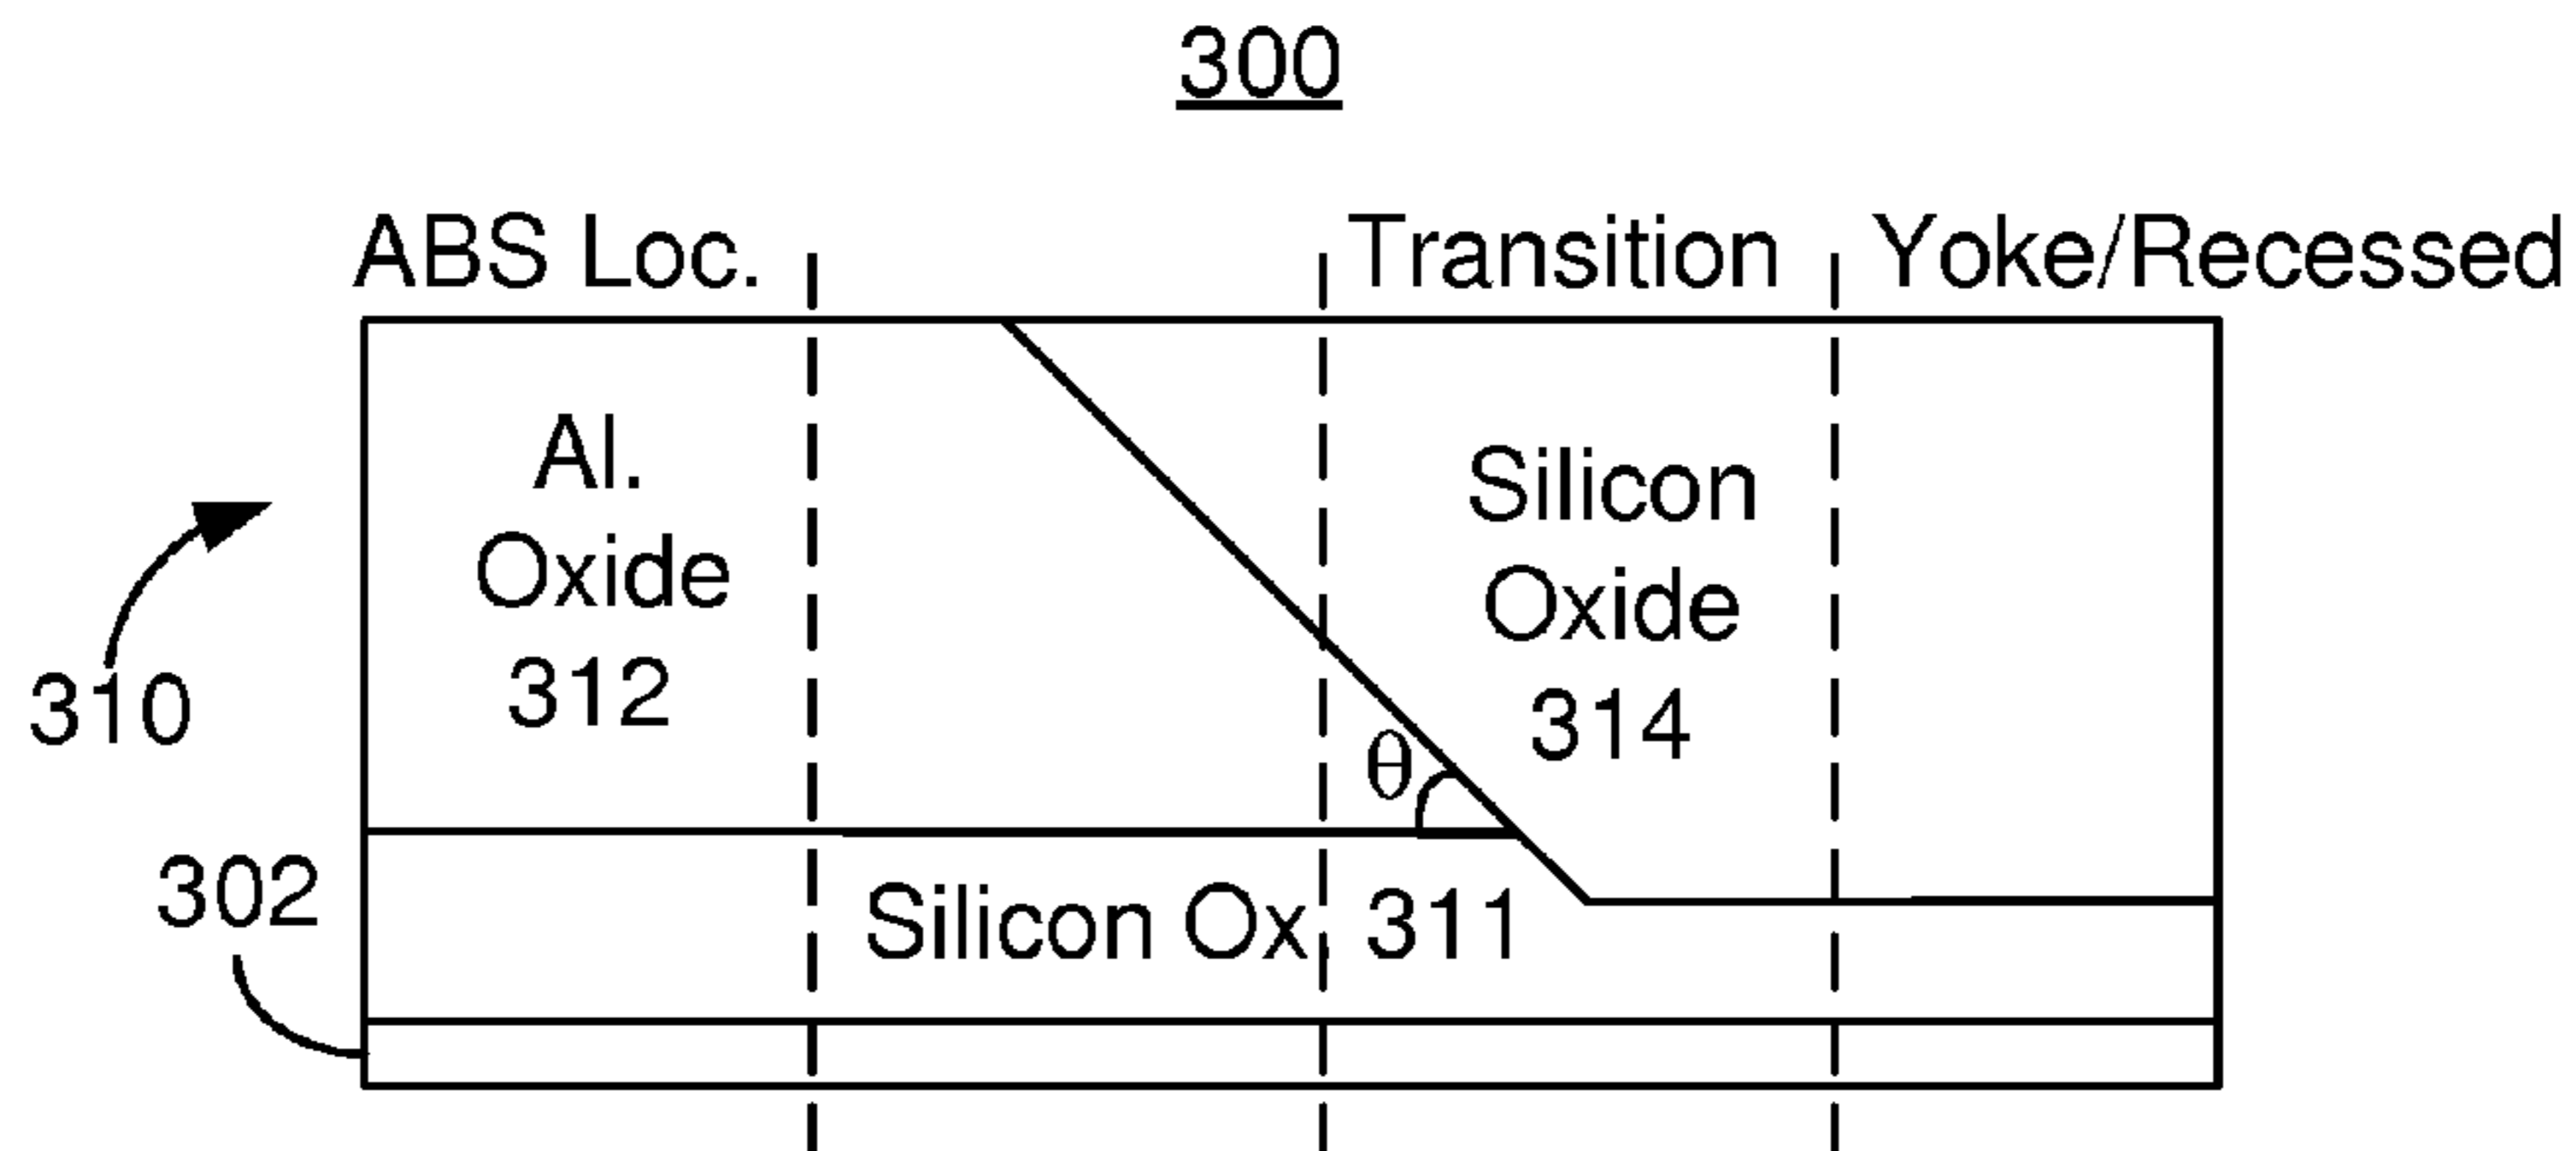 300
ABS Loc.
Transition
Yoke/Recessed
Al.
Oxide
312
Silicon
Oxide
314
θ
310
302
Silicon Ox. 311